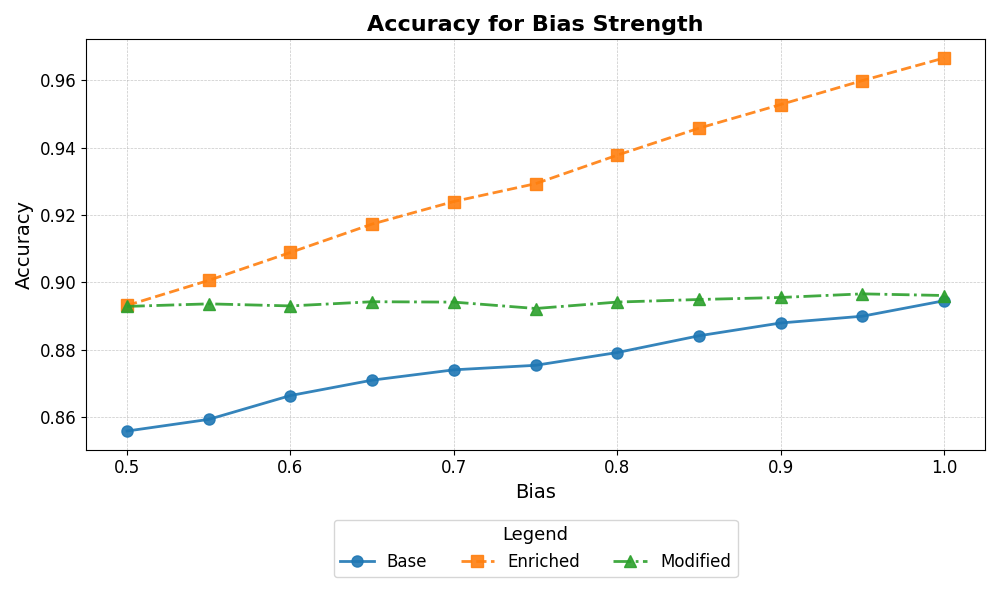 Accuracy for Bias Strength
0.96
0.94
0.92
0.90
0.88
0.86
Accuracy
0.5 0.6 0.7 0.8 0.9 1.0
Bias
Legend
Base Enriched Modified